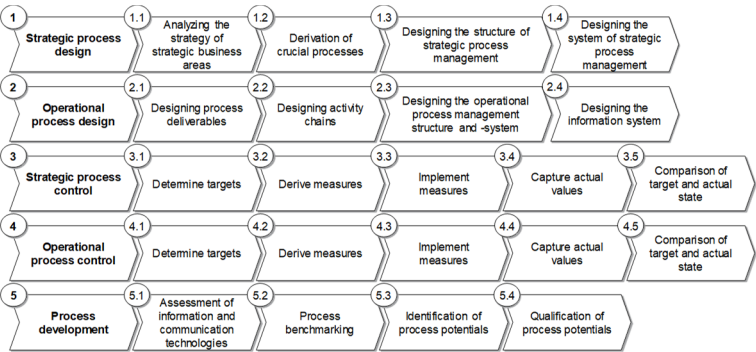 1
Strategic process
design
1.1
Analyzing the
strategy of
strategic business
areas
1.2
Derivation of
crucial processes
1.3
Designing the structure of
strategic process
management
1.4
Designing the
system of strategic
process
management
2
Operational
process design
2.1
Designing process
deliverables
2.2
Designing activity
chains
2.3
Designing the operational
process management
structure and -system
2.4
Designing the
information system
3
Strategic process
control
3.1
Determine targets
3.2
Derive measures
3.3
Implement
measures
3.4
Capture actual
values
3.5
Comparison of
target and actual
state
4
Operational
process control
4.1
Determine targets
4.2
Derive measures
4.3
Implement
measures
4.4
Capture actual
values
4.5
Comparison of
target and actual
state
5
Process
development
5.1
Assessment of
information and
communication
technologies
5.2
Process
benchmarking
5.3
Identification of
process potentials
5.4
Qualification of
process potentials